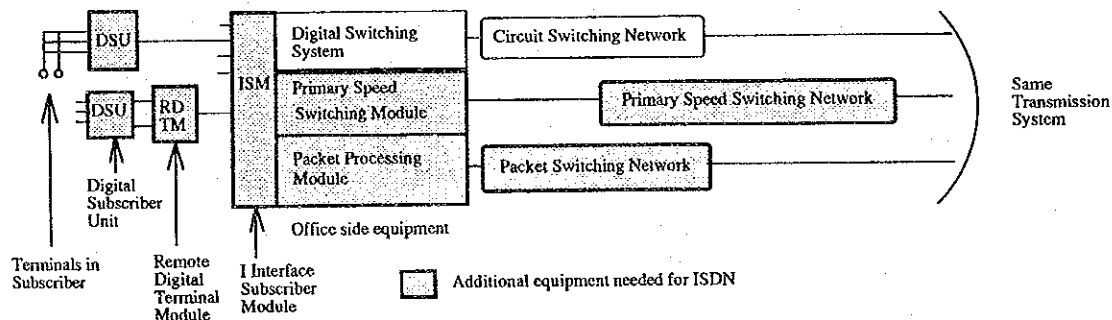 DSU
Digital Switching
System
Circuit Switching Network
ISM
Primary Speed
Switching Module
Primary Speed Switching Network
Same
Transmission
System
DSU
RD
TM
Packet Processing
Module
Packet Switching Network
Digital
Subscriber
Unit
Office side equipment
Terminals in
Subscriber
Remote
Digital
Terminal
Module
I Interface
Subscriber
Module
Additional equipment needed for ISDN